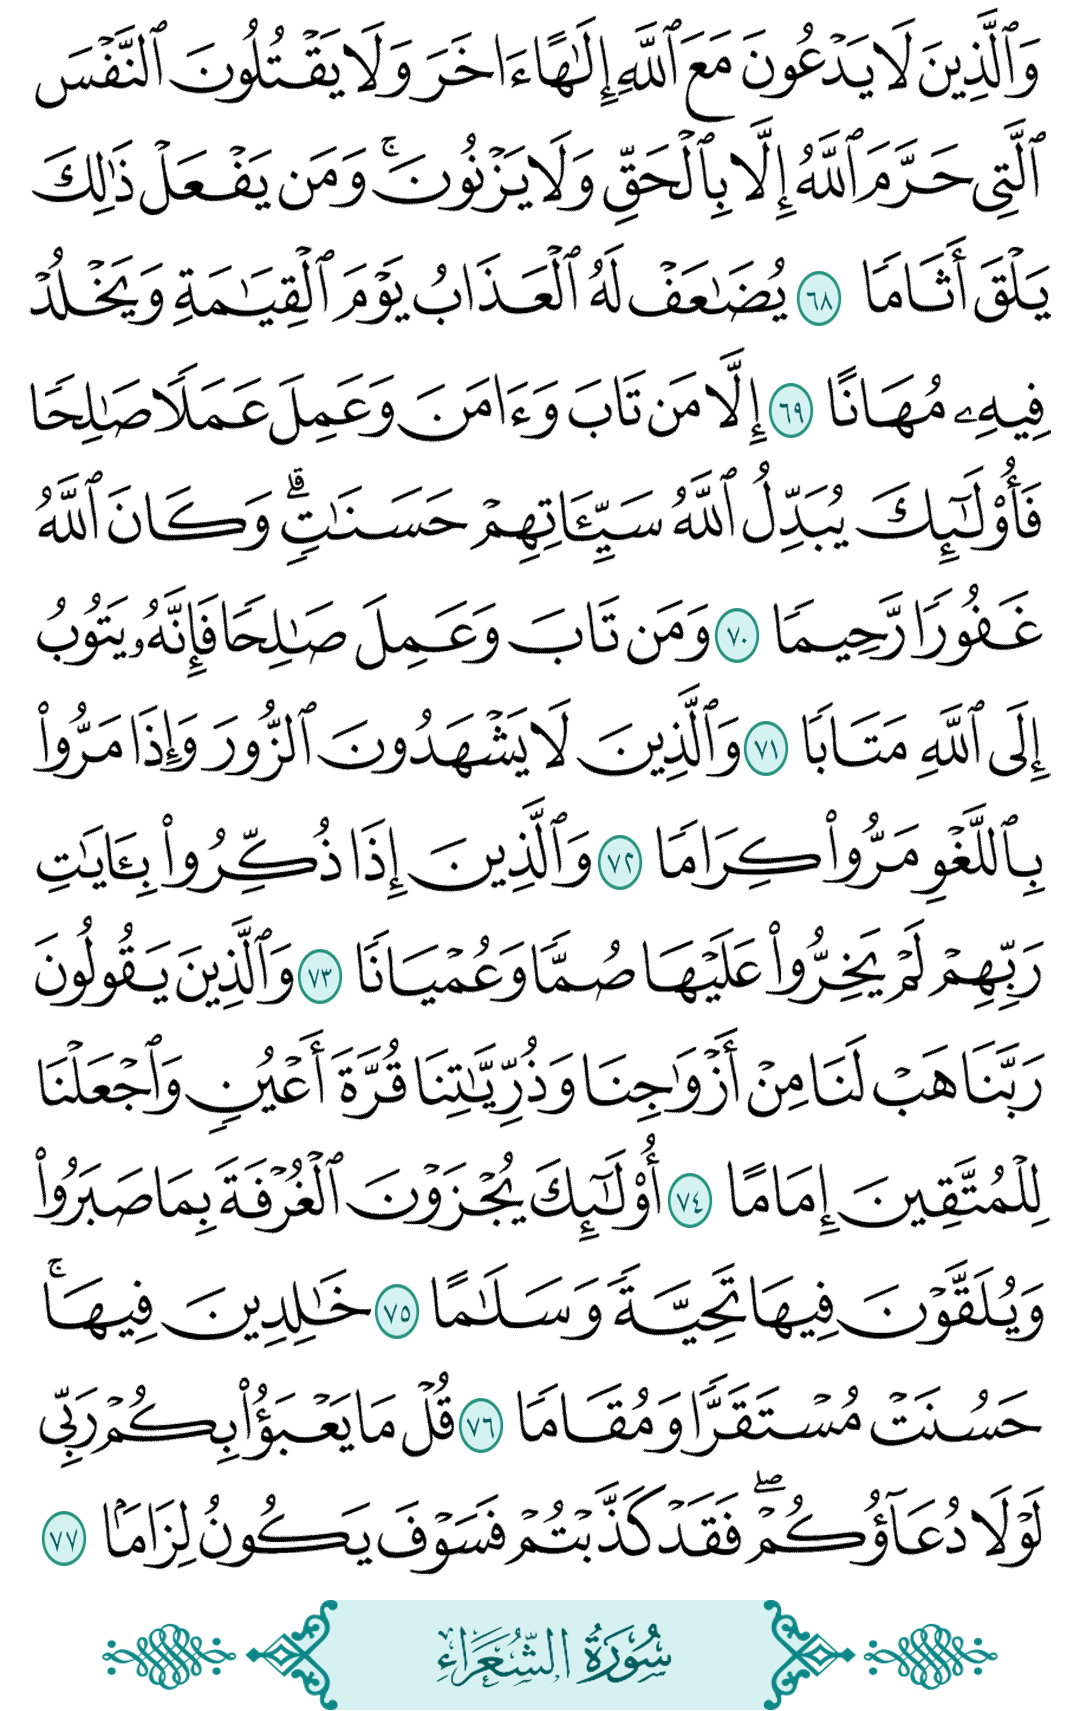 وَٱلَّذِينَ لَا يَدۡعُونَ مَعَ ٱللَّهِ إِلَٰهًا ءَاخَرَ وَلَا يَقۡتُلُونَ ٱلنَّفۡسَ
ٱلَّتِي حَرَّمَ ٱللَّهُ إِلَّا بِٱلۡحَقِّ وَلَا يَزۡنُونَۚ وَمَن يَفۡعَلۡ ذَٰلِكَ
يَلۡقَ أَثَامٗا ٦٨ يُضَٰعَفۡ لَهُ ٱلۡعَذَابُ يَوۡمَ ٱلۡقِيَٰمَةِ وَيَخۡلُدۡ
فِيهِۦ مُهَانًا ٦٩ إِلَّا مَن تَابَ وَءَامَنَ وَعَمِلَ عَمَلٗا صَٰلِحٗا
فَأُوْلَٰٓئِكَ يُبَدِّلُ ٱللَّهُ سَيِّـَٔاتِهِمۡ حَسَنَٰتٖۗ وَكَانَ ٱللَّهُ
غَفُورٗا رَّحِيمٗا ٧٠ وَمَن تَابَ وَعَمِلَ صَٰلِحٗا فَإِنَّهُۥ يَتُوبُ
إِلَى ٱللَّهِ مَتَابٗا ٧١ وَٱلَّذِينَ لَا يَشۡهَدُونَ ٱلزُّورَ وَإِذَا مَرُّواْ
بِٱللَّغۡوِ مَرُّواْ كِرَامٗا ٧٢ وَٱلَّذِينَ إِذَا ذُكِّرُواْ بِـَٔايَٰتِ
رَبِّهِمۡ لَمۡ يَخِرُّواْ عَلَيۡهَا صُمّٗا وَعُمۡيَانٗا ٧٣ وَٱلَّذِينَ يَقُولُونَ
رَبَّنَا هَبۡ لَنَا مِنۡ أَزۡوَٰجِنَا وَذُرِّيَّٰتِنَا قُرَّةَ أَعۡيُنٖ وَٱجۡعَلۡنَا
لِلۡمُتَّقِينَ إِمَامًا ٧٤ أُوْلَٰٓئِكَ يُجۡزَوۡنَ ٱلۡغُرۡفَةَ بِمَا صَبَرُواْ
وَيُلَقَّوۡنَ فِيهَا تَحِيَّةٗ وَسَلَٰمًا ٧٥ خَٰلِدِينَ فِيهَاۚ
حَسُنَتۡ مُسۡتَقَرّٗا وَمُقَامٗا ٧٦ قُلۡ مَا يَعۡبَؤُاْ بِكُمۡ رَبِّي
لَوۡلَا دُعَآؤُكُمۡۖ فَقَدۡ كَذَّبۡتُمۡ فَسَوۡفَ يَكُونُ لِزَامَۢا ٧٧
سُورَةُ الشُّعَرَاءِ